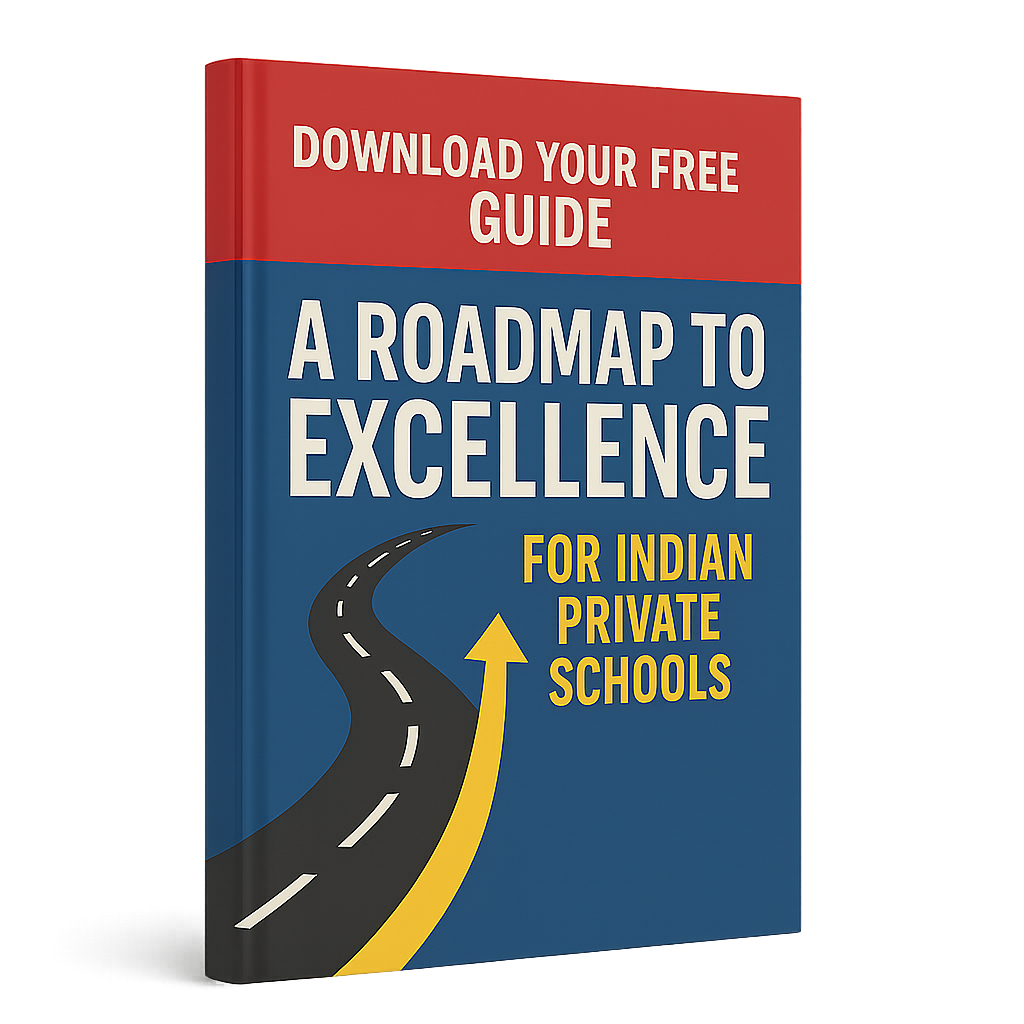 DOWNLOAD YOUR FREE
GUIDE
A ROADMAP TO
EXCELLENCE
FOR INDIAN
PRIVATE
SCHOOLS